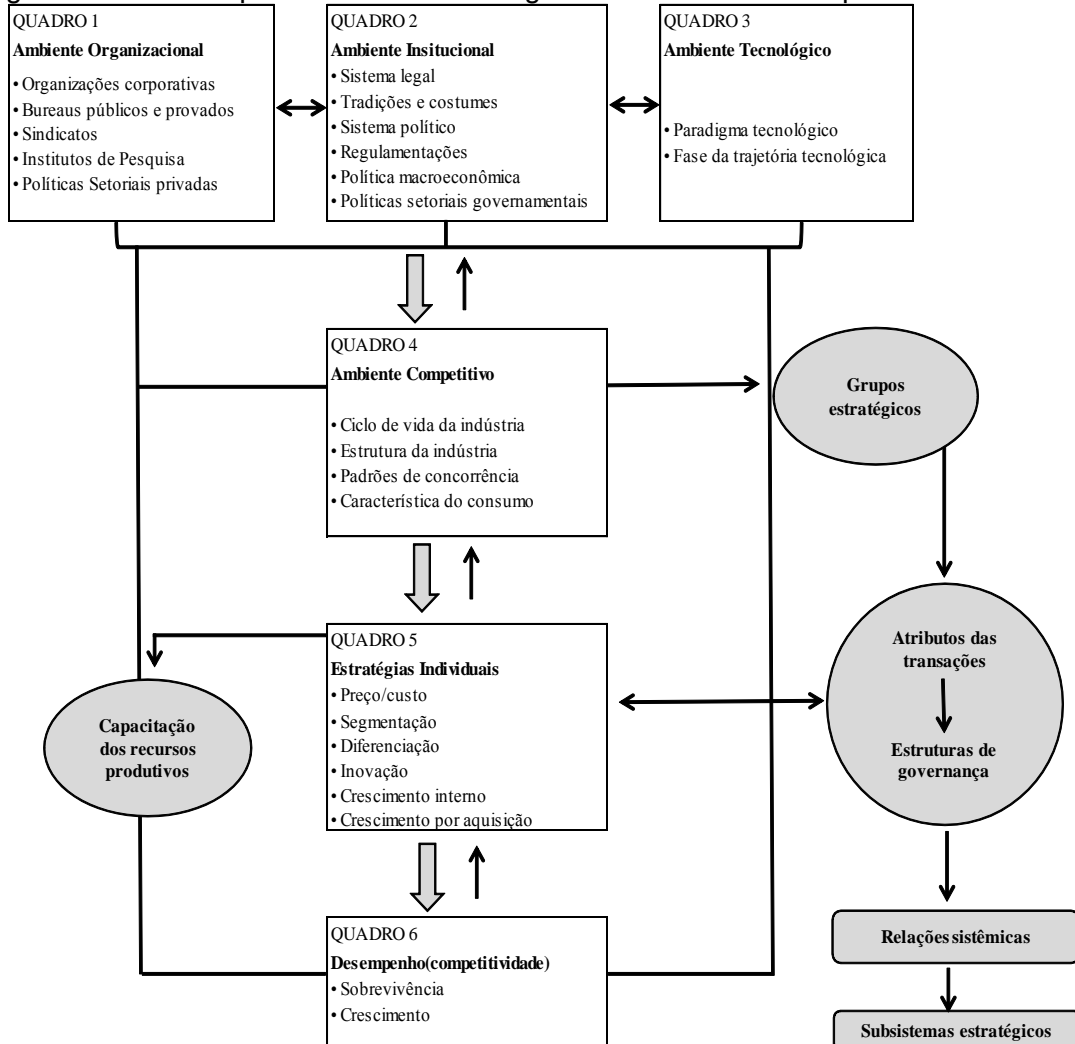 QUADRO 1
Ambiente Organizacional
• Organizações corporativas
• Bureaus públicos e provados
• Sindicatos
• Institutos de Pesquisa
• Políticas Setoriais privadas
QUADRO 2
Ambiente Insitucional
• Sistema legal
• Tradições e costumes
• Sistema político
• Regulamentações
• Política macroeconômica
• Políticas setoriais governamentais
QUADRO 3
Ambiente Tecnológico
• Paradigma tecnológico
• Fase da trajetória tecnológica
QUADRO 4
Ambiente Competitivo
• Ciclo de vida da indústria
• Estrutura da indústria
• Padrões de concorrência
• Característica do consumo
Grupos
estratégicos
QUADRO 5
Estratégias Individuais
• Preço/custo
• Segmentação
• Diferenciação
• Inovação
• Crescimento interno
• Crescimento por aquisição
Capacitação
dos recursos
produtivos
Atributos das
transações
Estruturas de
governança
QUADRO 6
Desempenho(competitividade)
• Sobrevivência
• Crescimento
Relações sistêmicas
Subsistemas estratégicos